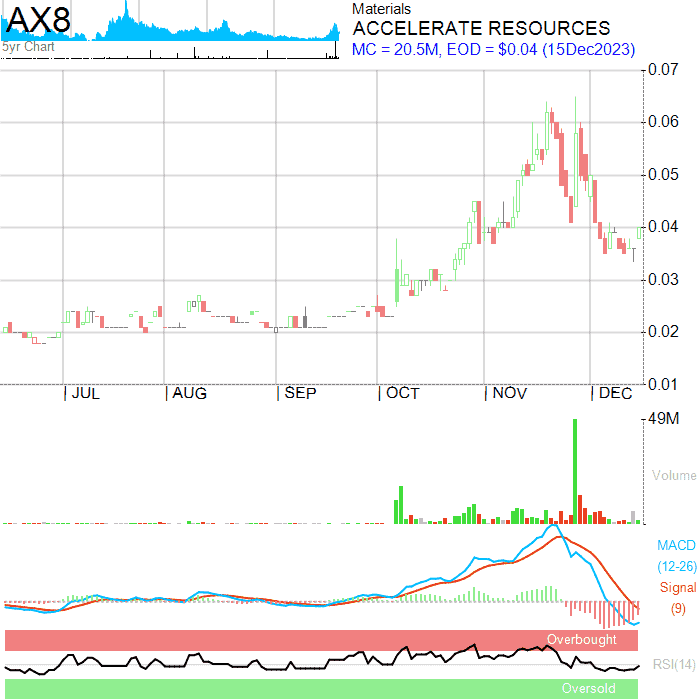 AX8
5yr Chart
Materials
ACCELERATE RESOURCES
MC = 20.5M, EOD = $0.04 (15Dec2023)
0.07
0.06
0.05
0.04
0.03
0.02
0.01
JUL AUG SEP OCT NOV DEC
49M
Volume
MACD
(12-26)
Signal
(9)
Overbought
RSI(14)
Oversold